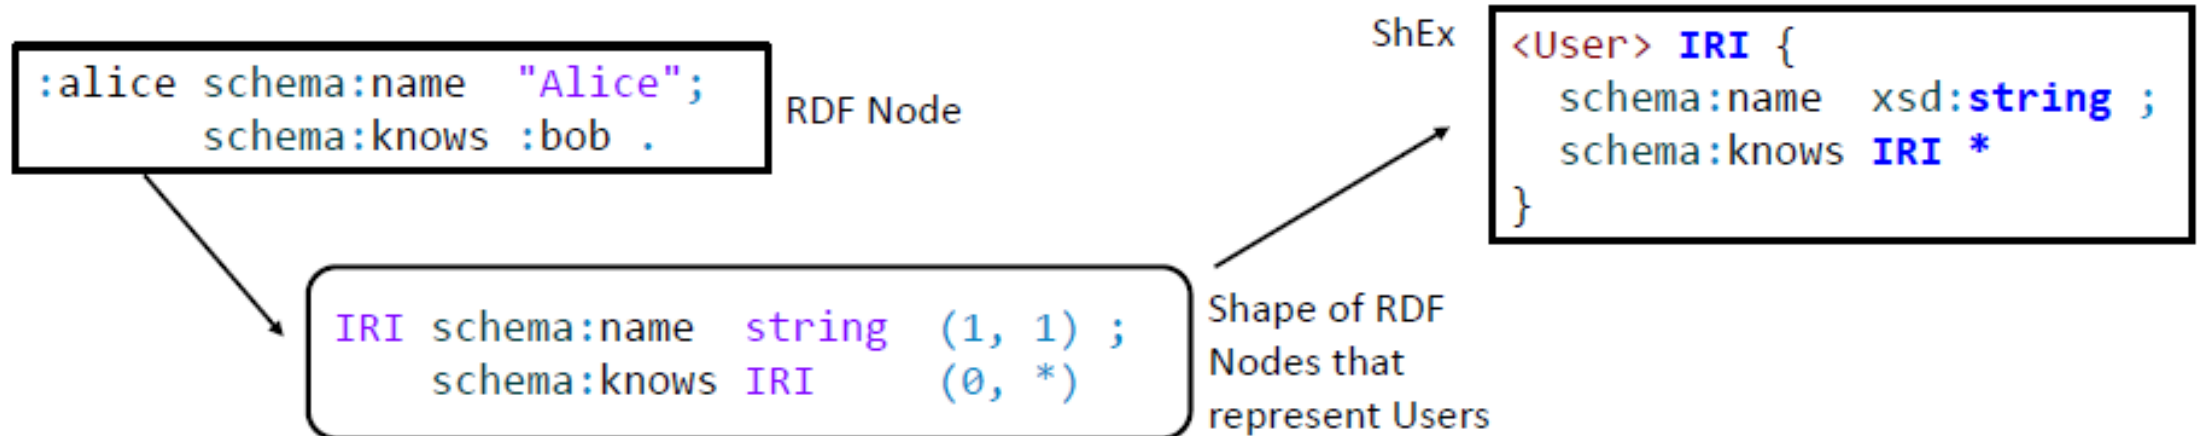 :alice schema:name "Alice";
schema:knows :bob .
RDF Node
IRI schema:name string (1, 1) ;
schema:knows IRI (0, *)
Shape of RDF
Nodes that
represent Users
ShEx
<User> IRI {
schema:name xsd:string ;
schema:knows IRI *
}